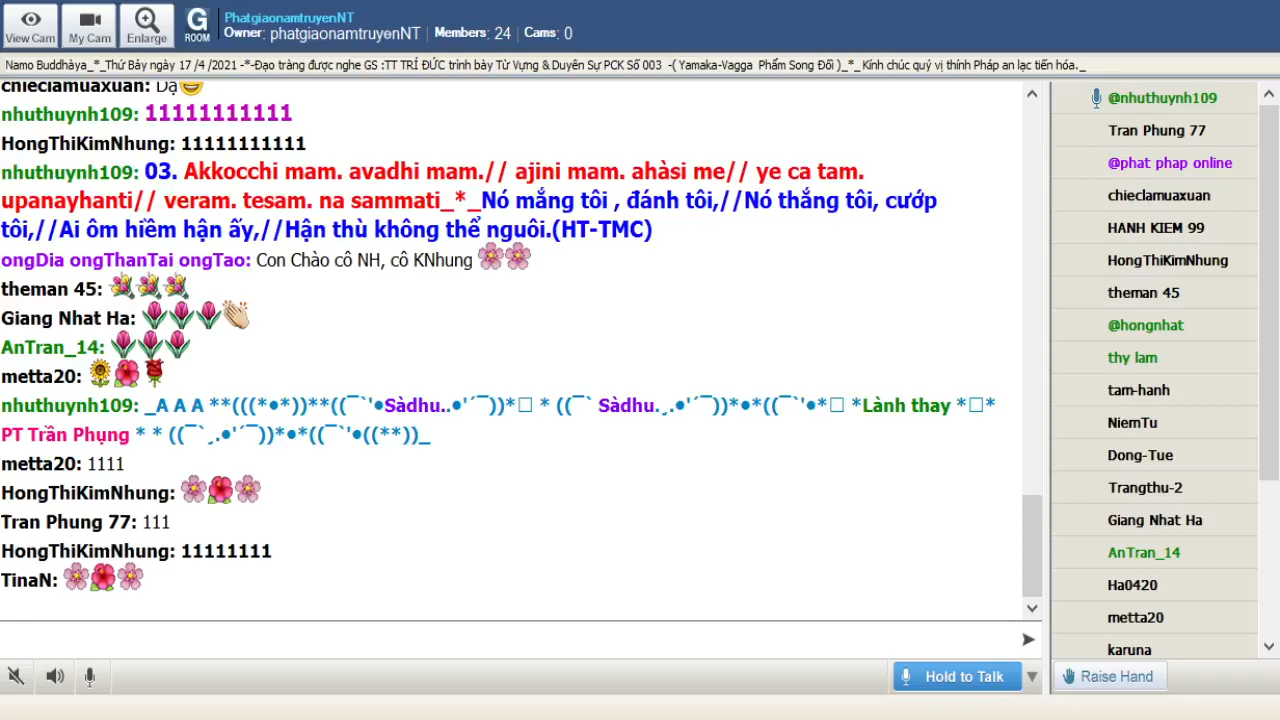 View Cam
My Cam
Enlarge
G
ROOM
PhatgiaonamtruyenNT
Owner: phatgiaonamtruyenNT | Members: 24 | Cams: 0
Namo Buddhàya_*_Thứ Bảy ngày 17 /4 /2021 -*-Đạo tràng được nghe GS :TT TRÍ ĐỨC trình bày Từ Vựng & Duyên Sự PCK Số 003 -( Yamaka-Vagga Phẩm Song Đối )_*_ Kính chúc quý vị thính Pháp an lạc tiến hóa._
chieclamuaxuan: Dạ😄
nhuthuynh109: 11111111111
HongThiKimNhung: 11111111111
nhuthuynh109: 03. Akkocchi mam. avadhi mam.// ajini mam. ahàsi me// ye ca tam.
upanayhanti// veram. tesam. na sammati_*_Nó mắng tôi , đánh tôi,//Nó thắng tôi, cướp
tôi,//Ai ôm hiềm hận ấy,//Hận thù không thể nguôi.(HT-TMC)
ongDia ongThanTai ongTao: Con Chào cô NH, cô KNhung 🌸🌸
theman 45: 💐💐💐
Giang Nhat Ha: 🌷🌷🌷👏
AnTran_14: 🌷🌷🌷
metta20: 🌻🌺🌹
nhuthuynh109: _A A A **(((*•*))**((¯`'•Sàdhu..•'´¯))*□ * ((¯` Sàdhu.¸.•'´¯))*•*((¯`'•*□ *Lành thay *□*
PT Trần Phụng * * ((¯`¸.•'´¯))*•*((¯`'•((**))_
metta20: 1111
HongThiKimNhung: 🌸🌺🌸
Tran Phung 77: 111
HongThiKimNhung: 11111111
TinaN: 🌸🌺🌸
@nhuthuynh109
Tran Phung 77
@phat phap online
chieclamuaxuan
HANH KIEM 99
HongThiKimNhung
theman 45
@hongnhat
thy lam
tam-hanh
NiemTu
Dong-Tue
Trangthu-2
Giang Nhat Ha
AnTran_14
Ha0420
metta20
karuna
Hold to Talk
Raise Hand